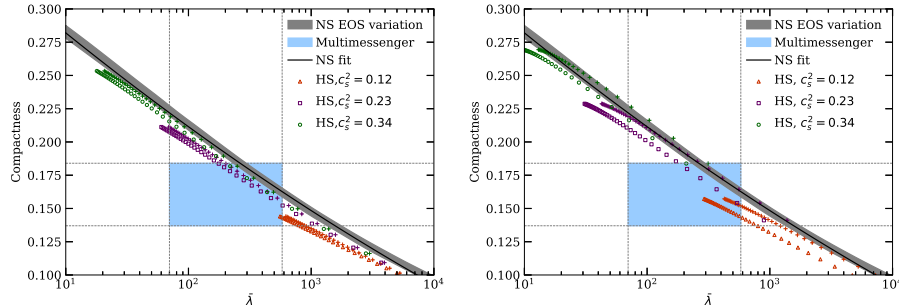 0.300
0.275
0.250
0.225
0.200
0.175
0.150
0.125
0.100
Compactness
NS EOS variation
Multimessenger
NS fit
HS,c_s^2 = 0.12
HS,c_s^2 = 0.23
HS,c_s^2 = 0.34
10^1
10^2
10^3
10^4
λ̃
0.300
0.275
0.250
0.225
0.200
0.175
0.150
0.125
0.100
Compactness
NS EOS variation
Multimessenger
NS fit
HS, c_s^2 = 0.12
HS, c_s^2 = 0.23
HS, c_s^2 = 0.34
10^1
10^2
10^3
λ̃